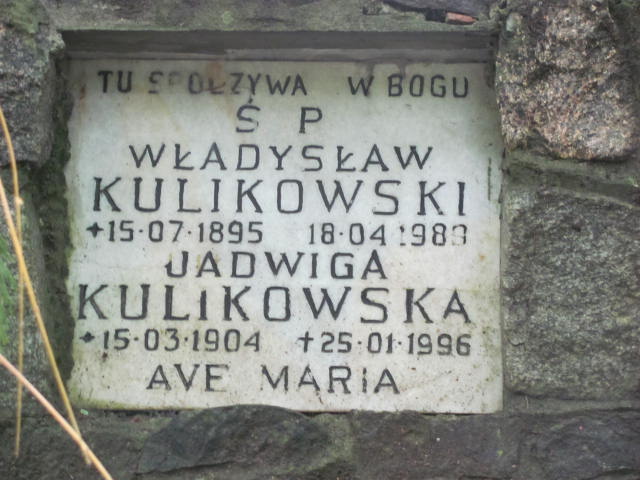 TU SPOCZYWA W BOGU
Ś P
WŁADYSŁAW
KULIKOWSKI
15·07·1895 18·04
JADWIGA
KULIKOWSKA
15·03·1904 25·01·1996
AVE MARIA